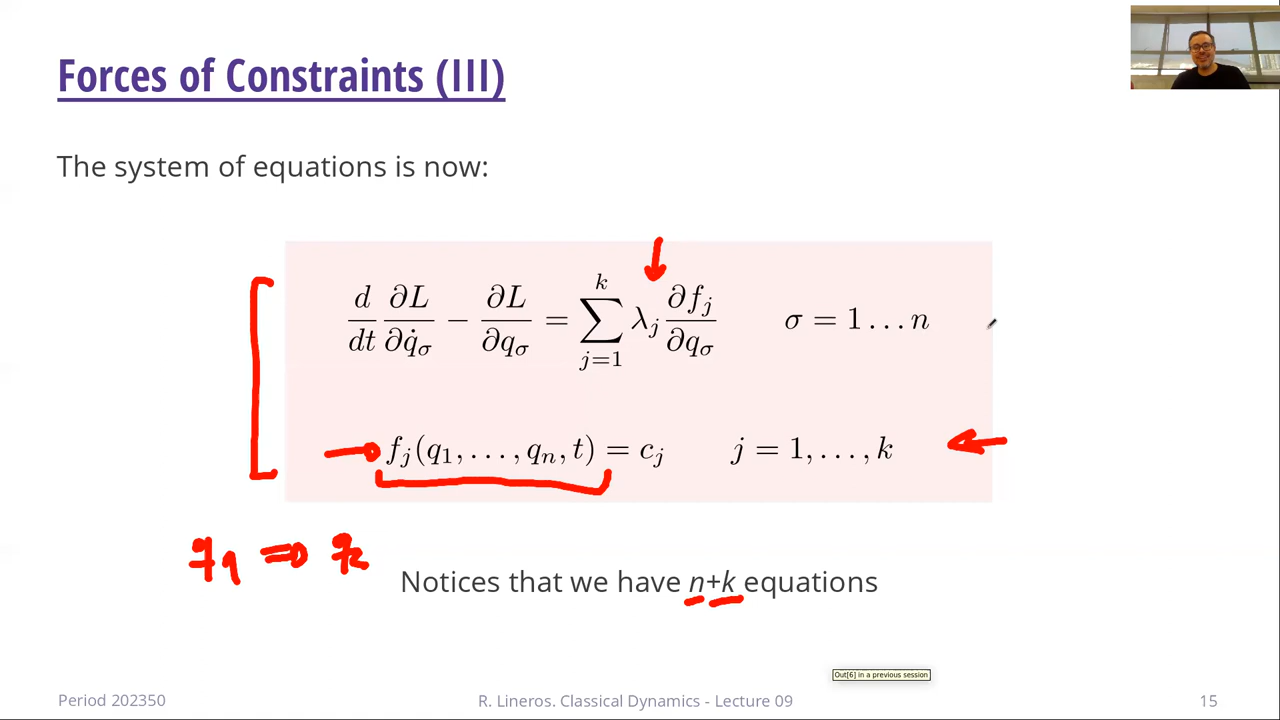 Forces of Constraints (III)
The system of equations is now:
d/dt ∂L/∂q̇_σ − ∂L/∂q_σ = ∑_{j=1}^{k} λ_j ∂f_j/∂q_σ σ = 1 … n
f_j(q_1, …, q_n, t) = c_j j = 1, …, k
Notices that we have n+k equations
Out[6] in a previous session
Period 202350
R. Lineros. Classical Dynamics - Lecture 09
15